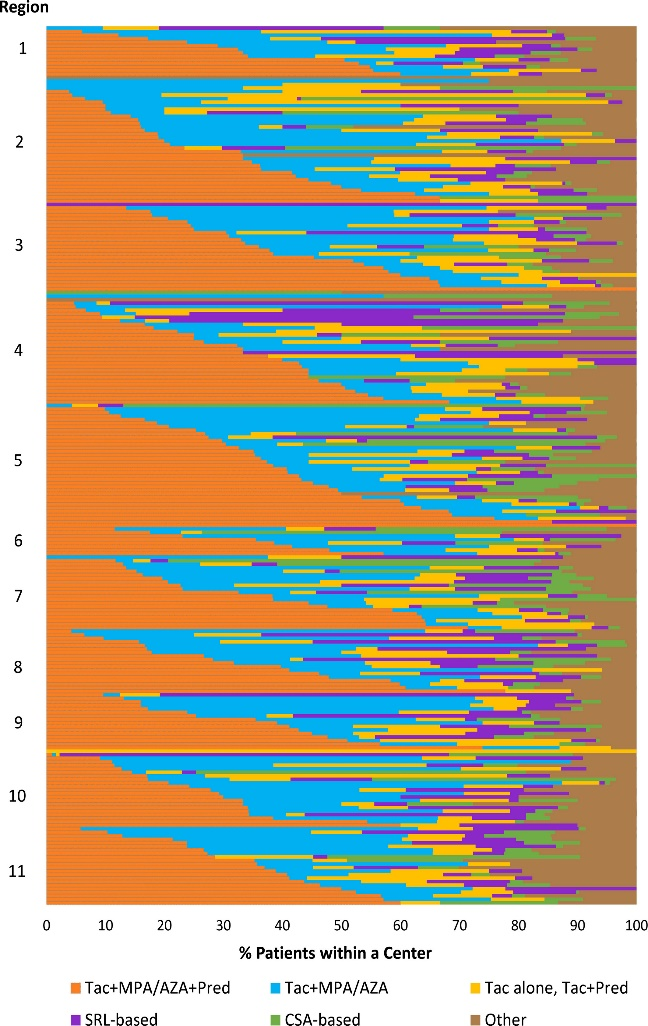 Region
1
2
3
4
5
6
7
8
9
10
11
0 10 20 30 40 50 60 70 80 90 100
% Patients within a Center
Tac+MPA/AZA+Pred Tac+MPA/AZA Tac alone, Tac+Pred
SRL-based CSA-based Other